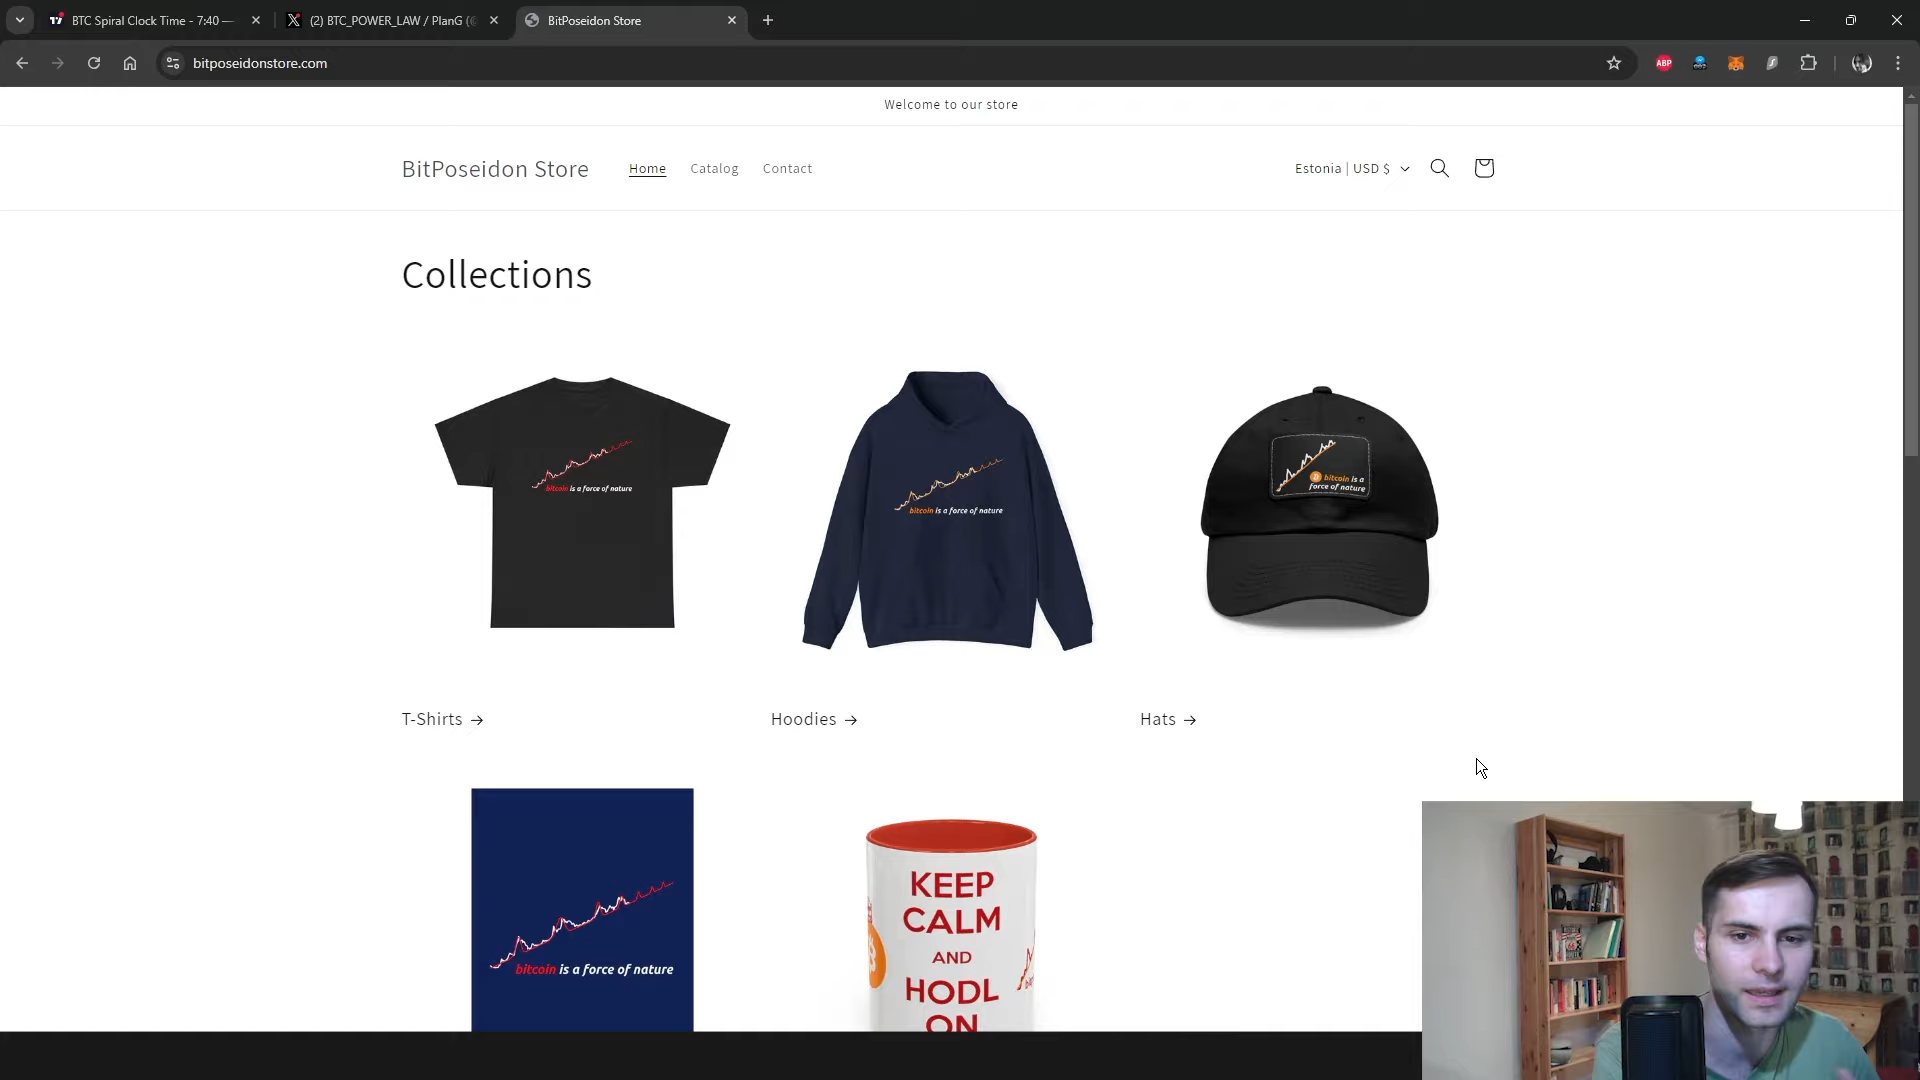 BTC Spiral Clock Time - 7:40 —
(2) BTC_POWER_LAW / PlanG (@
BitPoseidon Store
bitposeidonstore.com
ABP
Welcome to our store
BitPoseidon Store
Home
Catalog
Contact
Estonia | USD $
Collections
bitcoin is a force of nature
bitcoin is a force of nature
bitcoin is a
force of nature
T-Shirts →
Hoodies →
Hats →
bitcoin is a force of nature
KEEP
CALM
AND
HODL
ON